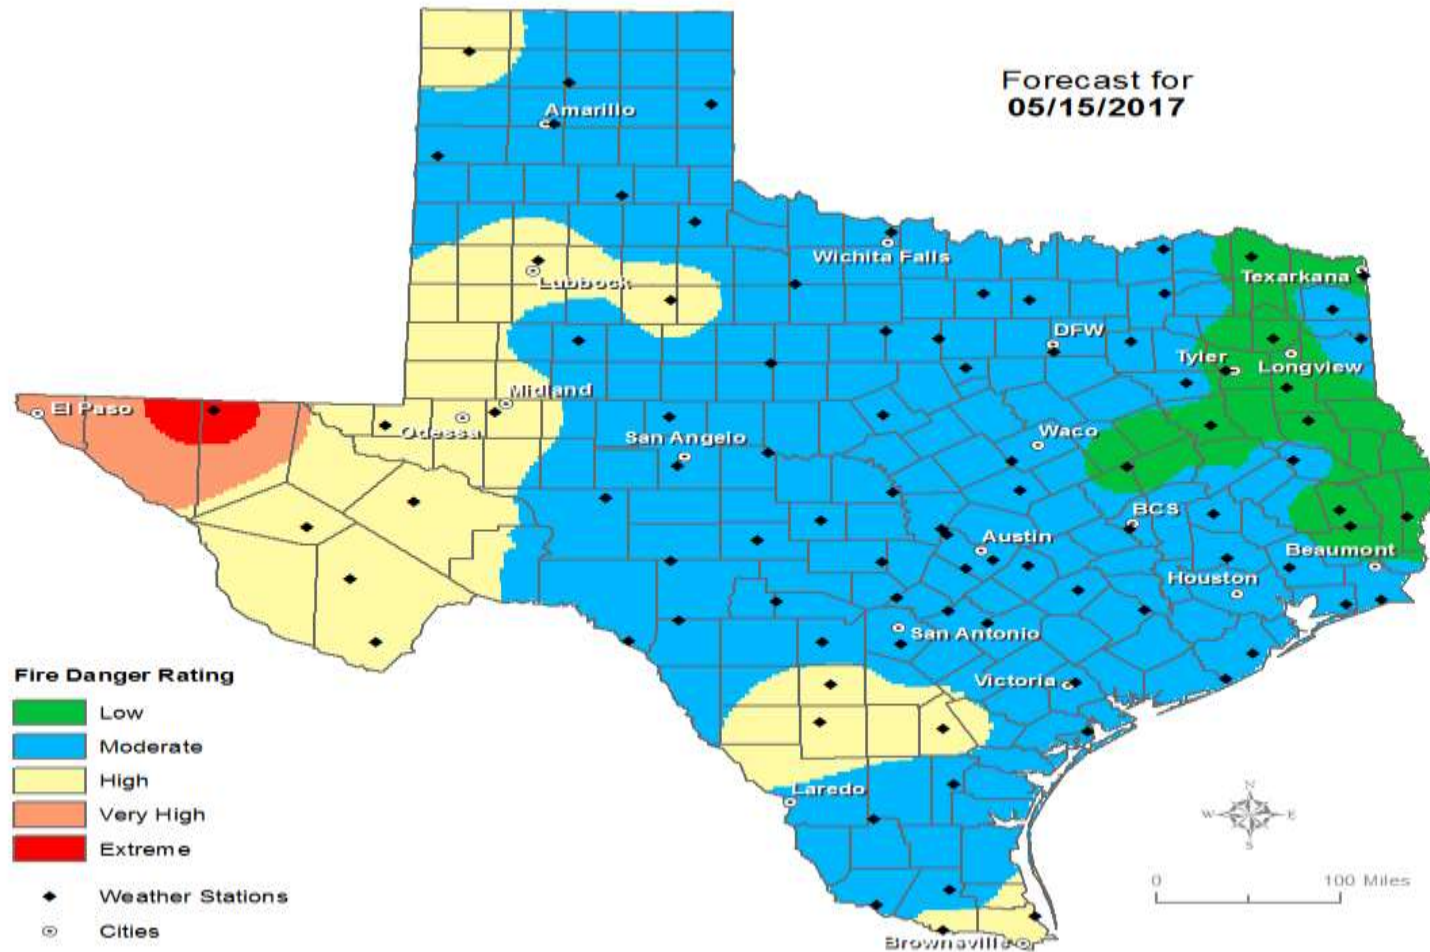 Forecast for
05/15/2017
Amarillo
Wichita Falls
Texarkana
Lubbock
DFW
Tyler
Longview
Midland
El Paso
Odessa
San Angelo
Waco
BCS
Austin
Beaumont
Houston
San Antonio
Victoria
Laredo
Brownsville
Fire Danger Rating
Low
Moderate
High
Very High
Extreme
Weather Stations
Cities
N
W E
S
0 100 Miles